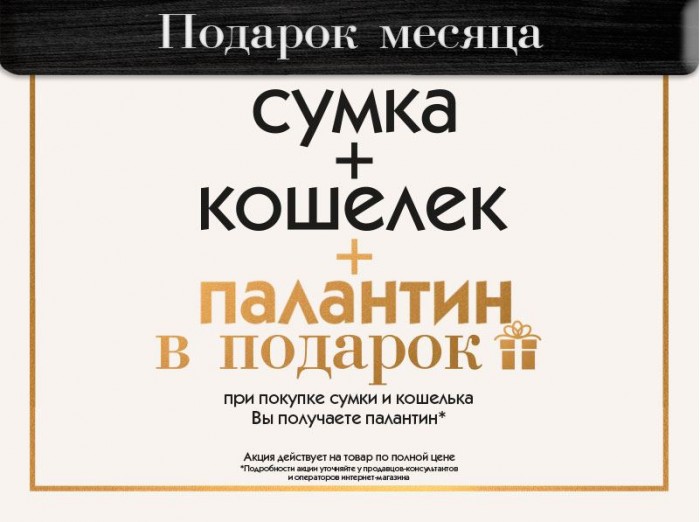 Подарок месяца
сумка
+
кошелек
+
палантин
в подарок
при покупке сумки и кошелька
Вы получаете палантин*
Акция действует на товар по полной цене
*Подробности акции уточняйте у продавцов-консультантов
и операторов интернет-магазина